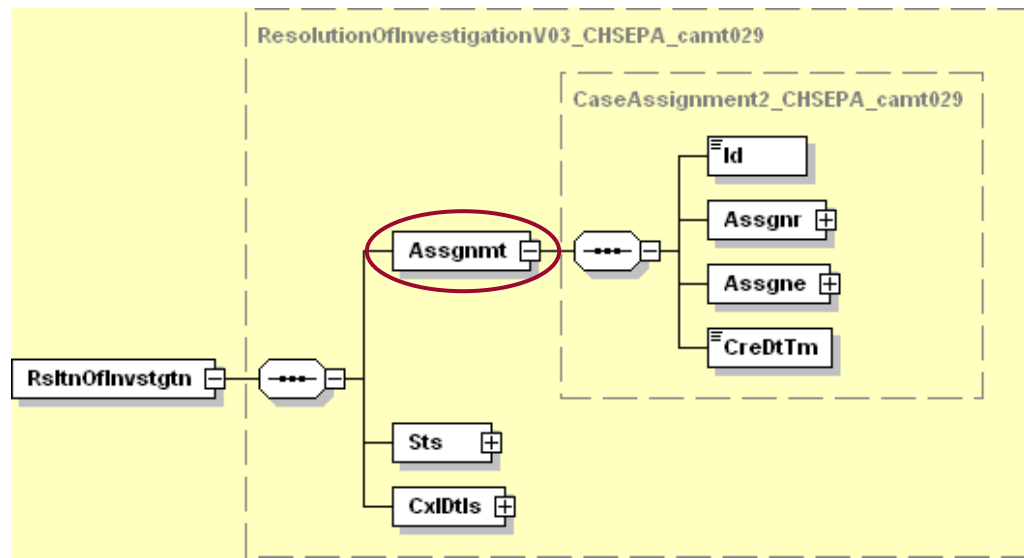 ResolutionOfInvestigationV03_CHSEPA_camt029
CaseAssignment2_CHSEPA_camt029
Id
Assgnr
Assgnmt
Assgne
CreDtTm
RsltnOfInvstgtn
Sts
CxlDtls